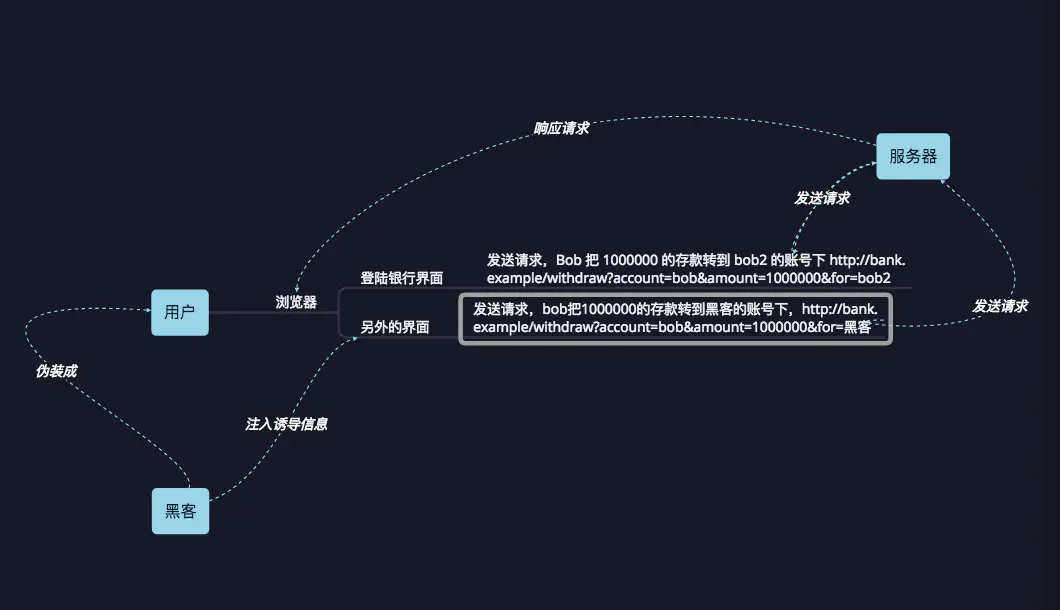 响应请求
服务器
发送请求
发送请求，Bob 把 1000000 的存款转到 bob2 的账号下 http://bank.
example/withdraw?account=bob&amount=1000000&for=bob2
登陆银行界面
浏览器
用户
发送请求，bob把1000000的存款转到黑客的账号下，http://bank.
example/withdraw?account=bob&amount=1000000&for=黑客
另外的界面
发送请求
伪装成
注入诱导信息
黑客